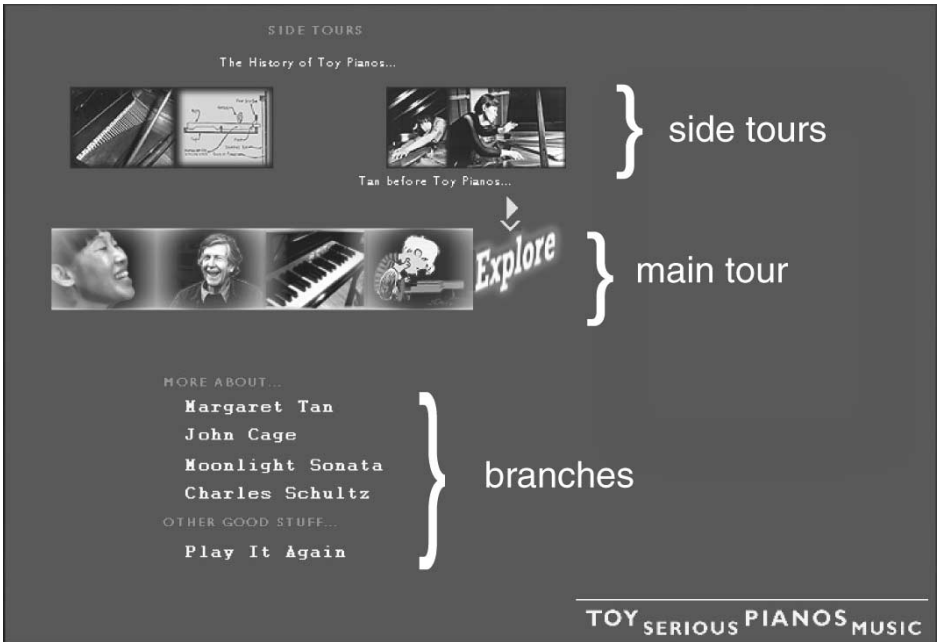 SIDE TOURS
The History of Toy Pianos...
side tours
Tan before Toy Pianos...
Explore
main tour
MORE ABOUT...
Margaret Tan
John Cage
Moonlight Sonata
Charles Schultz
branches
OTHER GOOD STUFF...
Play It Again
TOY SERIOUS PIANOS MUSIC